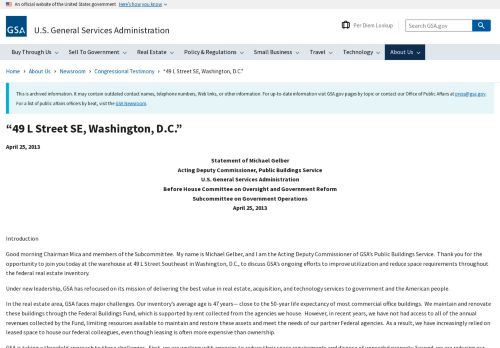 An official website of the United States government Here's how you know
GSA
U.S. General Services Administration
Per Diem Lookup
Search GSA.gov
Buy Through Us Sell To Government Real Estate Policy & Regulations Small Business Travel Technology About Us
Home › About Us › Newsroom › Congressional Testimony › “49 L Street SE, Washington, D.C.”
This is archived information. It may contain outdated contact names, telephone numbers, Web links, or other information. For up-to-date information visit GSA.gov pages by topic or contact our Office of Public Affairs at press@gsa.gov.
For a list of public affairs officers by beat, visit the GSA Newsroom.
“49 L Street SE, Washington, D.C.”
April 25, 2013
Statement of Michael Gelber
Acting Deputy Commissioner, Public Buildings Service
U.S. General Services Administration
Before House Committee on Oversight and Government Reform
Subcommittee on Government Operations
April 25, 2013
Introduction
Good morning Chairman Mica and members of the Subcommittee. My name is Michael Gelber, and I am the Acting Deputy Commissioner of GSA's Public Buildings Service. Thank you for the
opportunity to join you today at the warehouse at 49 L Street Southeast in Washington, D.C., to discuss GSA's ongoing efforts to improve utilization and reduce space requirements throughout
the federal real estate inventory.
Under new leadership, GSA has refocused on its mission of delivering the best value in real estate, acquisition, and technology services to government and the American people.
In the real estate area, GSA faces major challenges. Our inventory's average age is 47 years— close to the 50-year life expectancy of most commercial office buildings. We maintain and renovate
these buildings through the Federal Buildings Fund, which is supported by rent collected from the agencies we house. However, in recent years, we have not had access to all of the annual
revenues collected by the Fund, limiting resources available to maintain and restore these assets and meet the needs of our partner Federal agencies. As a result, we have increasingly relied on
leased space to house our federal colleagues, even though leasing is often more expensive than ownership.